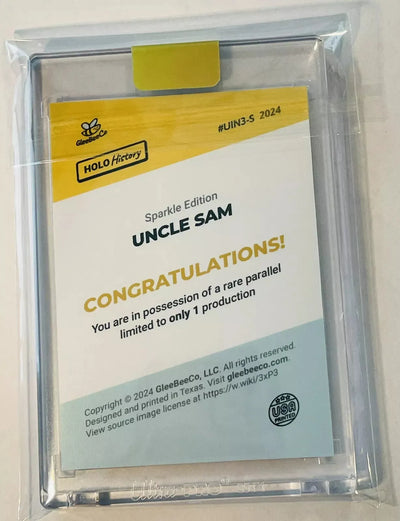 GleeBeeCo
HOLO History
#UIN3-S 2024
Sparkle Edition
UNCLE SAM
CONGRATULATIONS!
You are in possession of a rare parallel
limited to only 1 production
Copyright © 2024 GleeBeeCo, LLC. All rights reserved.
Designed and printed in Texas. Visit gleebeeco.com.
View source image license at https://w.wiki/3xP3
USA
PRINTED